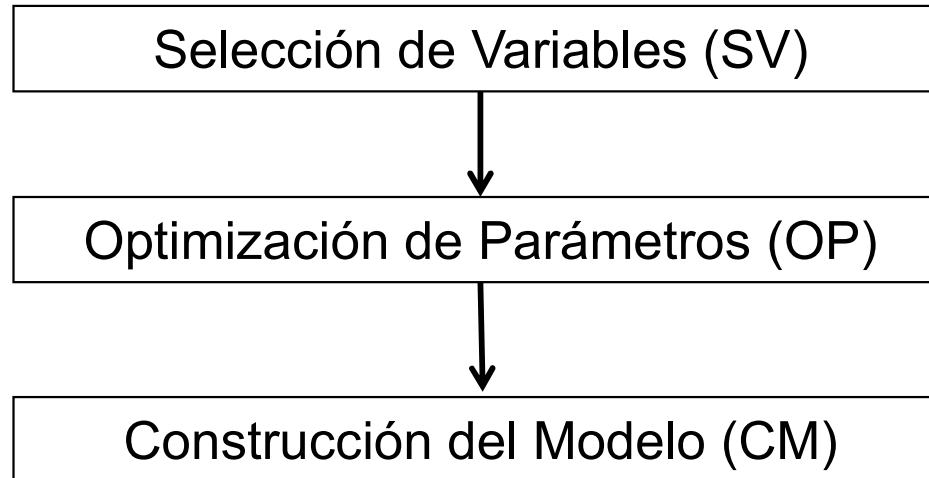 Selección de Variables (SV)
Optimización de Parámetros (OP)
Construcción del Modelo (CM)